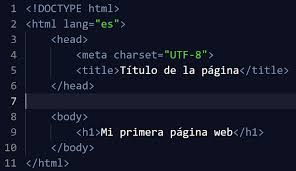 1 <!DOCTYPE html>
2 <html lang="es">
3     <head>
4         <meta charset="UTF-8">
5         <title>Título de la página</title>
6     </head>
7
8     <body>
9         <h1>Mi primera página web</h1>
10     </body>
11 </html>